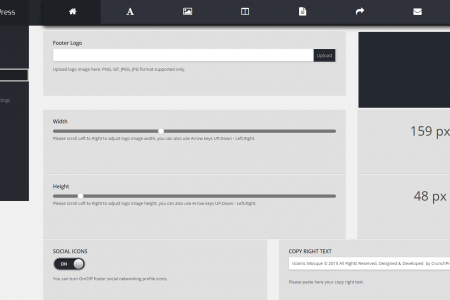 ress
A
Footer Logo
Upload
Upload logo image here. PNG, Gif, JPEG, JPG format supported only.
Width
159 px
Please scroll Left to Right to adjust logo image width, you can also use Arrow keys UP,Down - Left,Right.
Height
48 px
Please scroll Left to Right to adjust logo image height, you can also use Arrow keys UP,Down - Left,Right.
SOCIAL ICONS
ON
You can turn On/Off footer social networking profile icons.
COPY RIGHT TEXT
Islamic Mosque © 2015 All Rights Reserved, Designed & Developed by CrunchPr
Please paste here your copy right text.